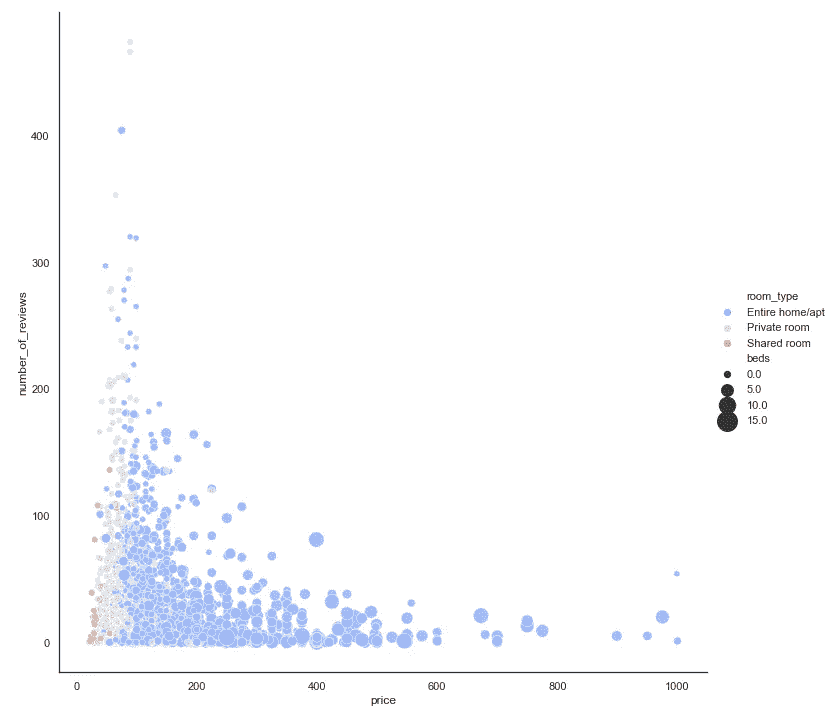 400
300
200
100
0
number_of_reviews
0
200
400
600
800
1000
price
room_type
Entire home/apt
Private room
Shared room
beds
0.0
5.0
10.0
15.0